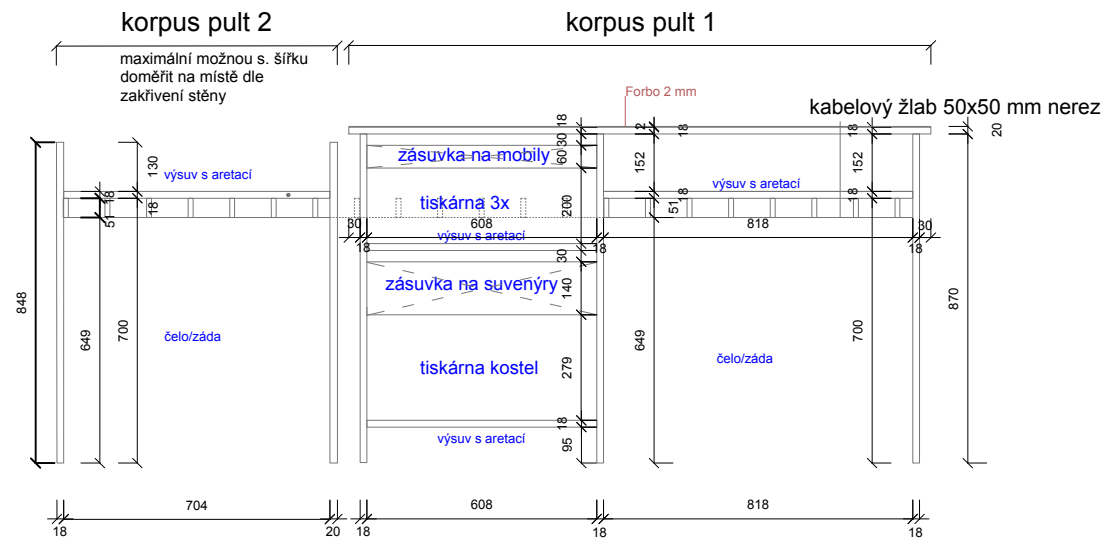 korpus pult 2
korpus pult 1
maximální možnou s. šířku
doměřit na místě dle
zakřivení stěny
Forbo 2 mm
kabelový žlab 50x50 mm nerez
18
2
18
18
20
30
130
zásuvka na mobily
60
152
152
výsuv s aretací
výsuv s aretací
18
18
18
tiskárna 3x
200
18
51
51
30
608
818
30
18
výsuv s aretací
18
18
30
zásuvka na suvenýry
140
848
649
700
870
čelo/záda
649
700
čelo/záda
tiskárna kostel
279
18
výsuv s aretací
95
704
608
818
18
20
18
18
18